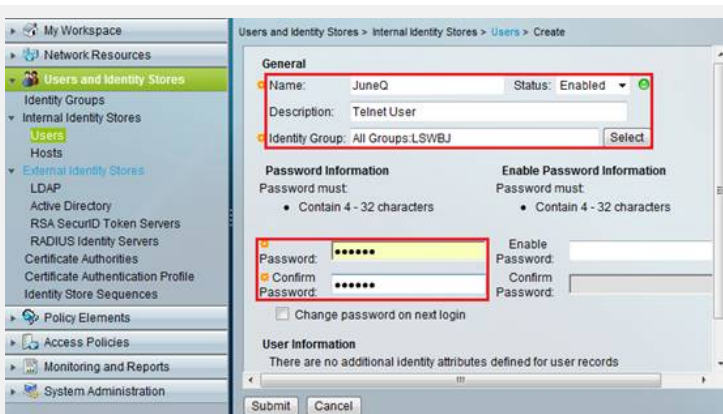 My Workspace
Network Resources
Users and Identity Stores
Identity Groups
Internal Identity Stores
Users
Hosts
External Identity Stores
LDAP
Active Directory
RSA SecurID Token Servers
RADIUS Identity Servers
Certificate Authorities
Certificate Authentication Profile
Identity Store Sequences
Policy Elements
Access Policies
Monitoring and Reports
System Administration
Users and Identity Stores > Internal Identity Stores > Users > Create
General
Name: JuneQ Status: Enabled
Description: Telnet User
Identity Group: All Groups:LSWBJ Select
Password Information Enable Password Information
Password must: Password must:
• Contain 4 - 32 characters • Contain 4 - 32 characters
Password: •••••• Enable Password:
Confirm Password: •••••• Confirm Password:
Change password on next login
User Information
There are no additional identity attributes defined for user records
Submit Cancel